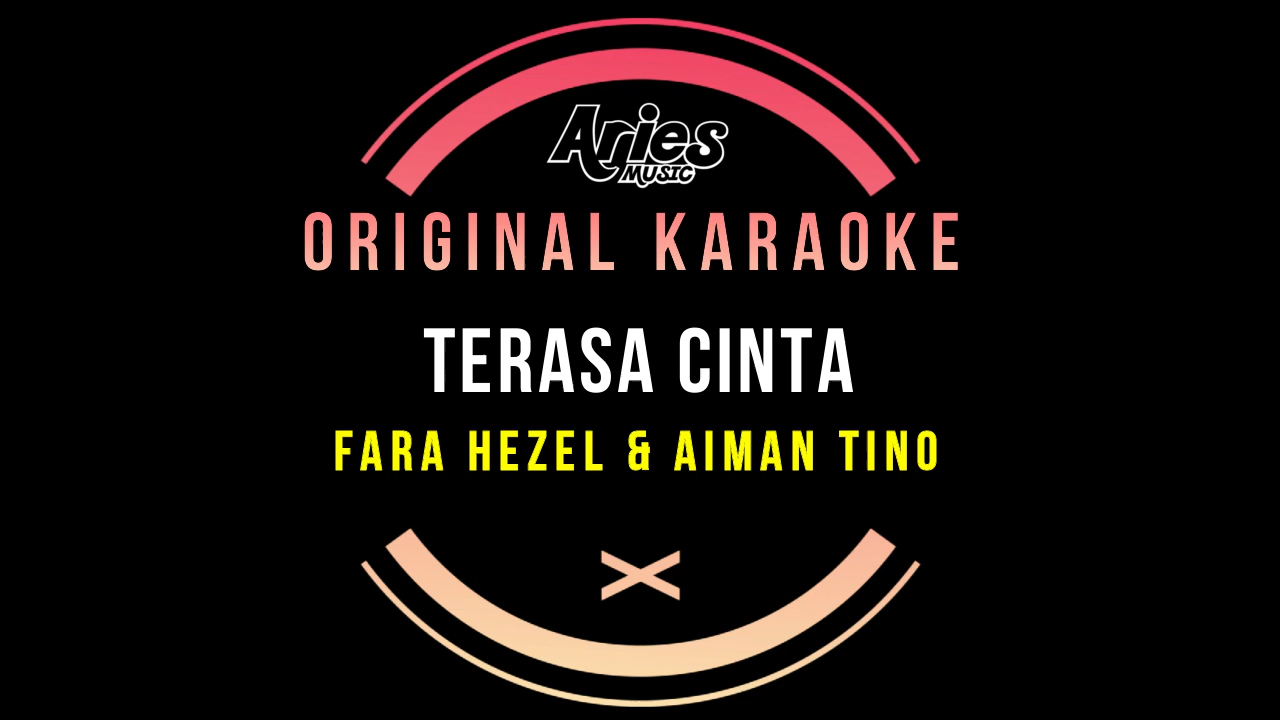 Aries
MUSIC
ORIGINAL KARAOKE
TERASA CINTA
FARA HEZEL & AIMAN TINO